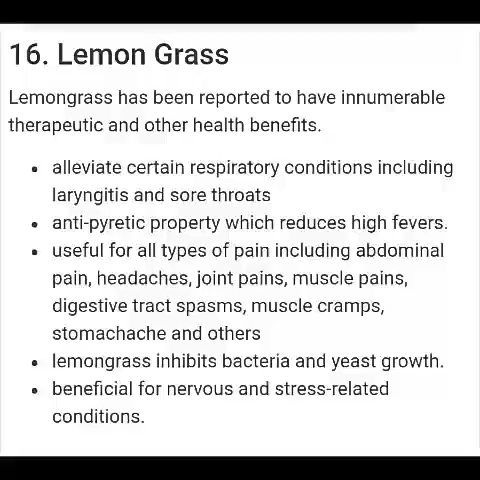 16. Lemon Grass
Lemongrass has been reported to have innumerable
therapeutic and other health benefits.
• alleviate certain respiratory conditions including
laryngitis and sore throats
• anti-pyretic property which reduces high fevers.
• useful for all types of pain including abdominal
pain, headaches, joint pains, muscle pains,
digestive tract spasms, muscle cramps,
stomachache and others
• lemongrass inhibits bacteria and yeast growth.
• beneficial for nervous and stress-related
conditions.